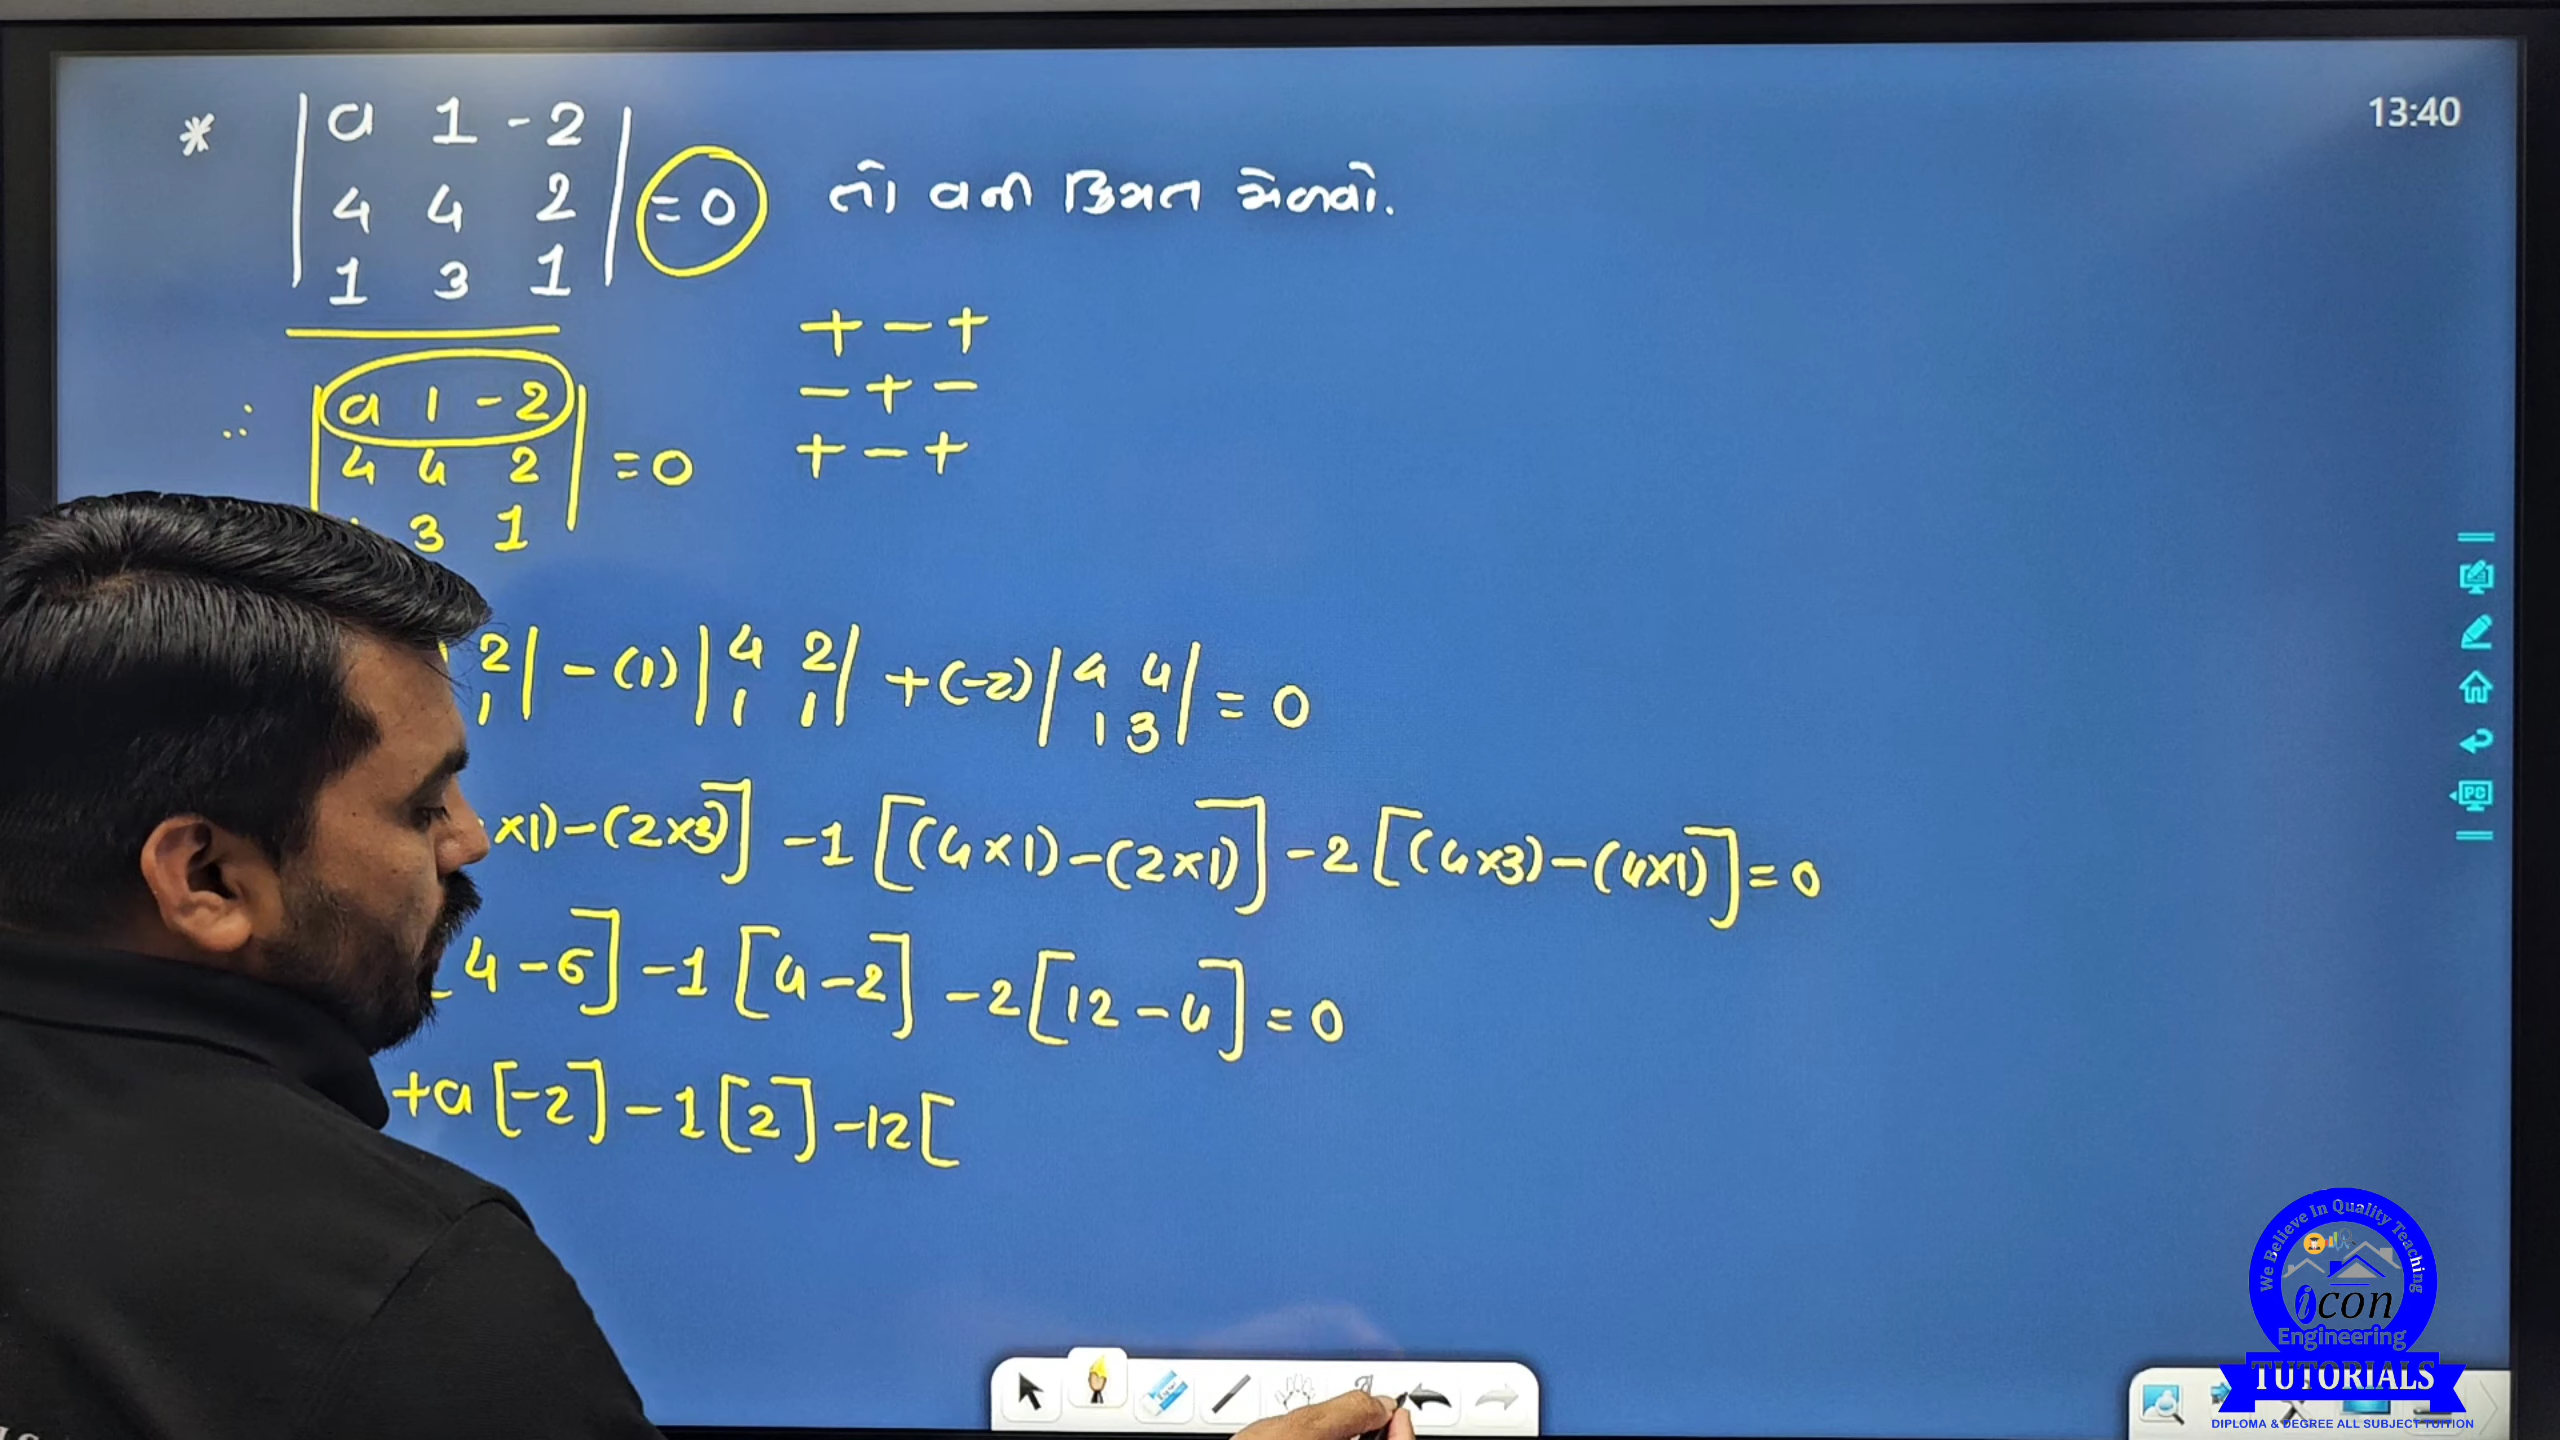 13:40
* | a 1 -2 |
| 4 4 2 | = 0 તો a ની કિંમત મેળવો.
| 1 3 1 |
+ - +
- + -
+ - +
∴ | a 1 -2 |
| 4 4 2 | = 0
3 1 |
2 | - (1) | 4 2 | + (-2) | 4 4 | = 0
1 | | 1 1 | | 1 3 |
×1) - (2×3)] - 1 [(4×1) - (2×1)] - 2 [(4×3) - (4×1)] = 0
[4 - 6] - 1 [4 - 2] - 2 [12 - 4] = 0
+a [-2] - 1 [2] - 12 [
PC
We Believe In Quality Teaching
icon
Engineering
TUTORIALS
DIPLOMA & DEGREE ALL SUBJECT TUITION